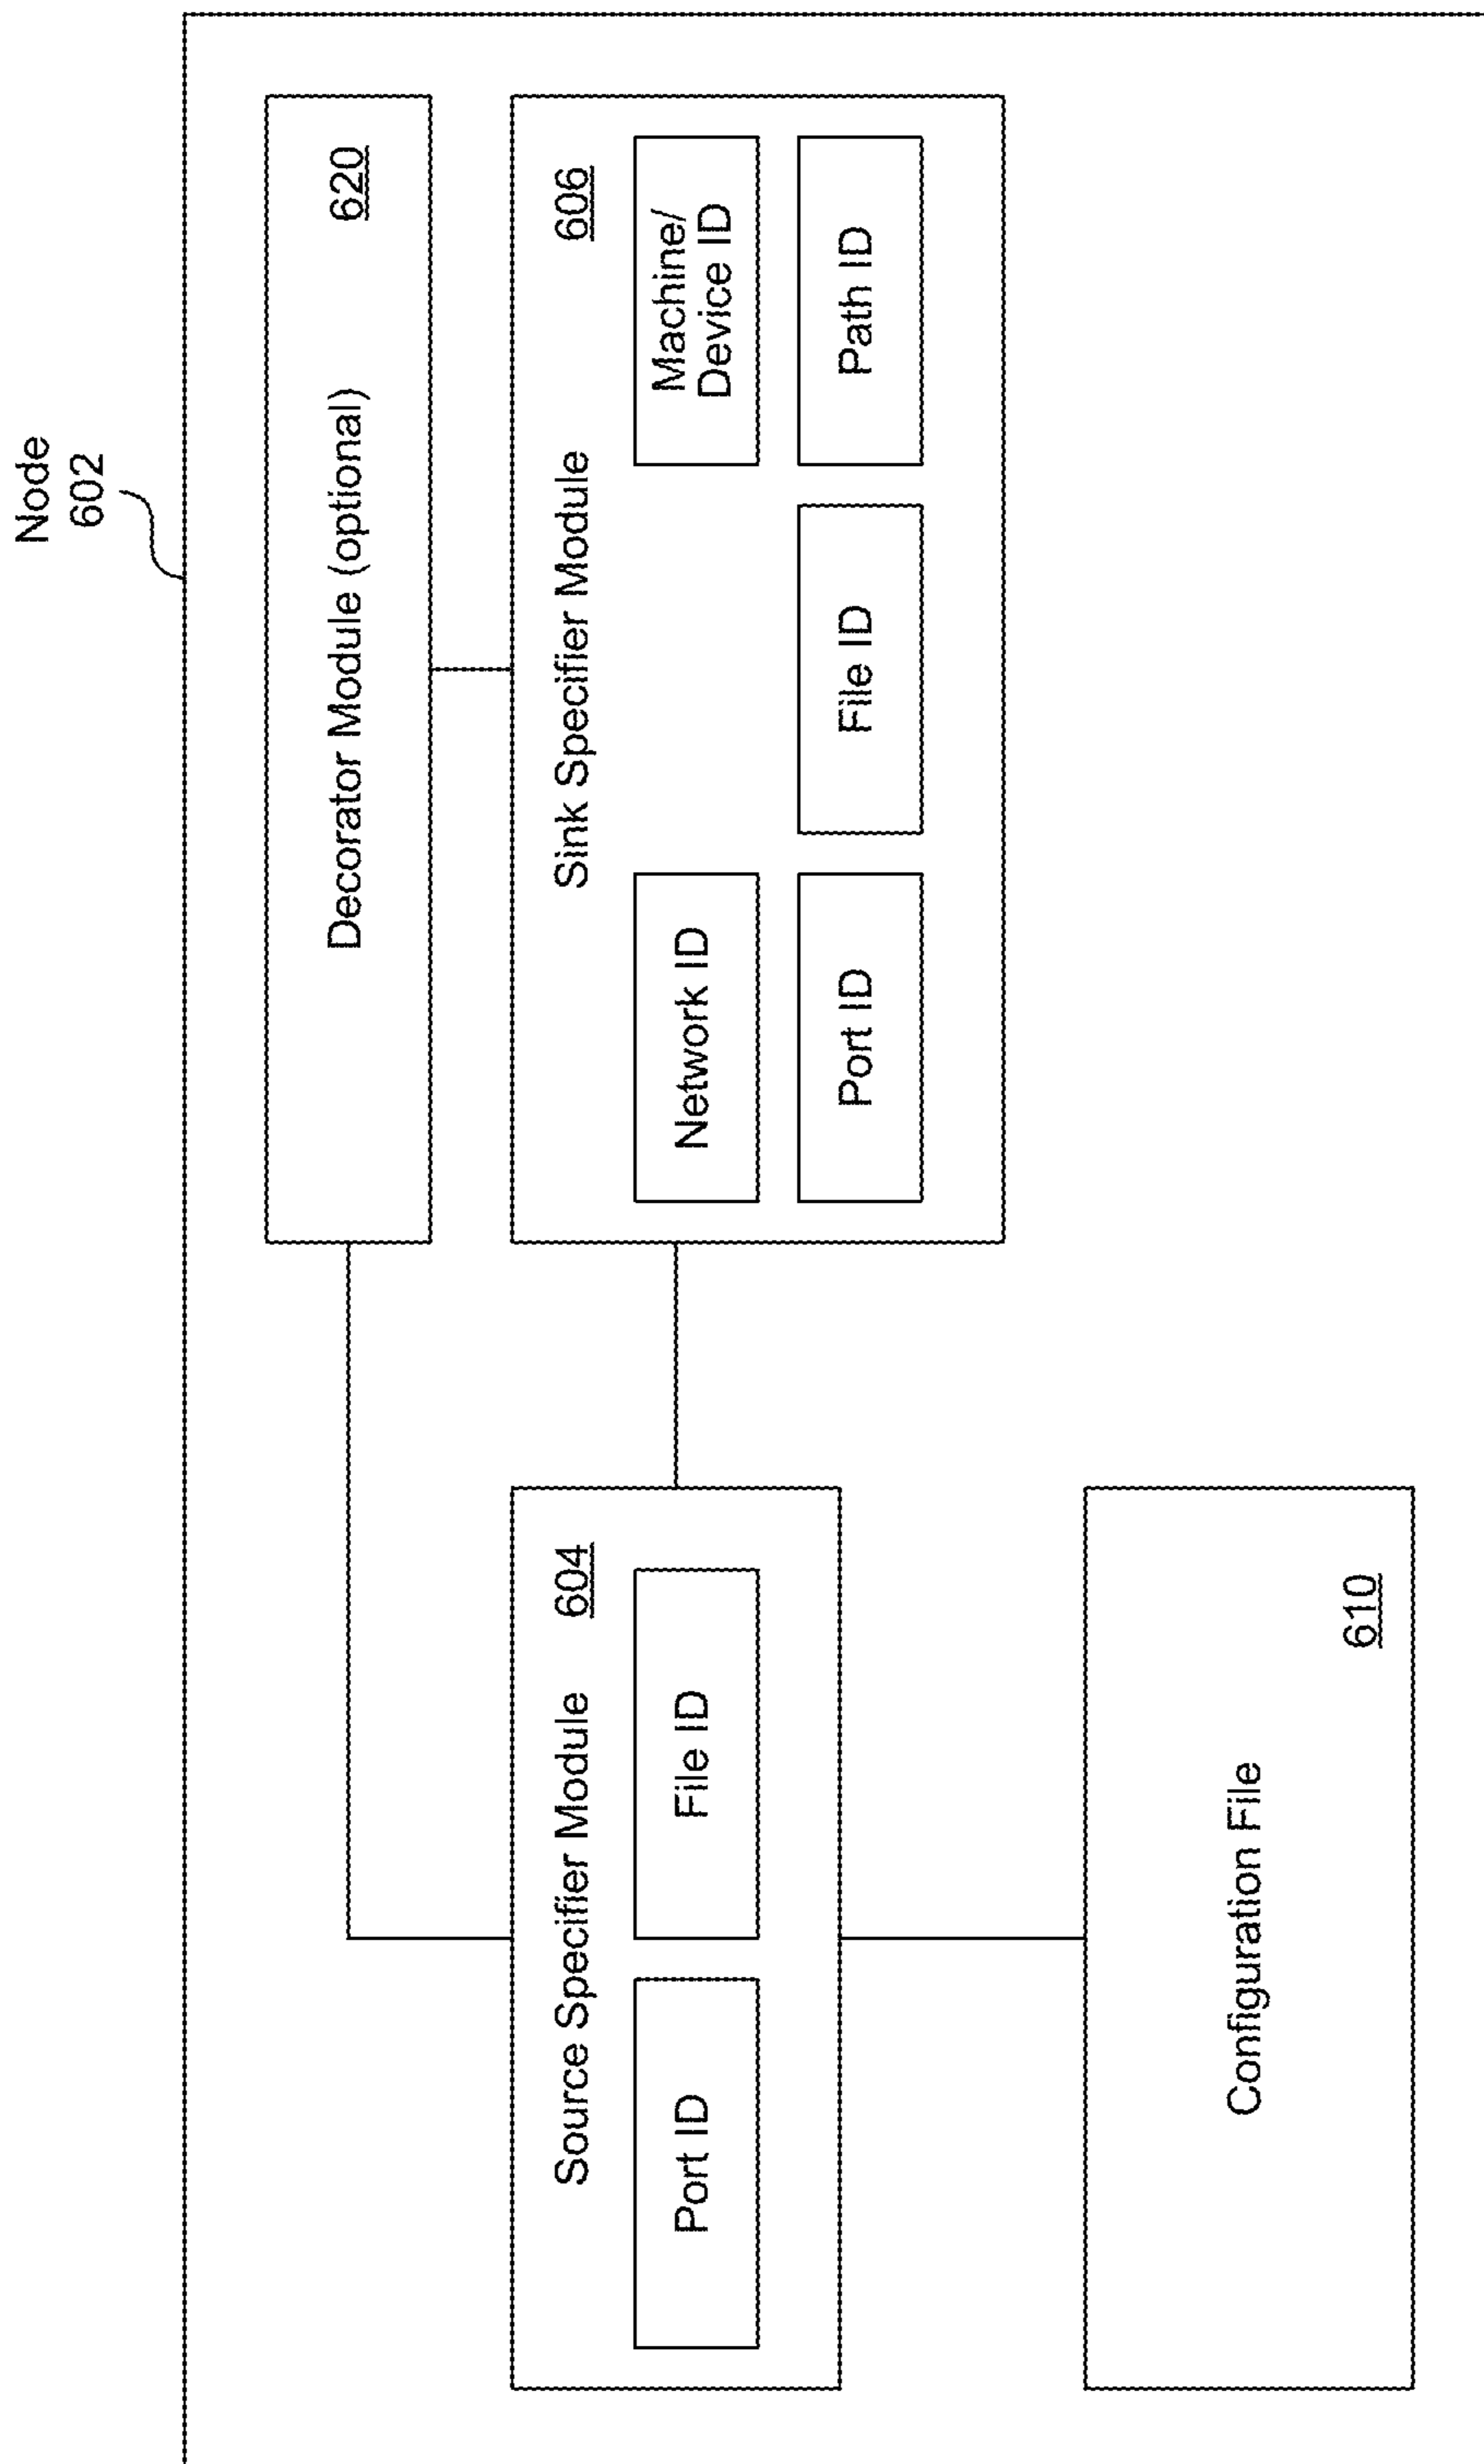 Node
602
Decorator Module (optional)
620
Source Specifier Module 604
Port ID
File ID
Sink Specifier Module
606
Network ID
Machine/
Device ID
Port ID
File ID
Path ID
Configuration File
610